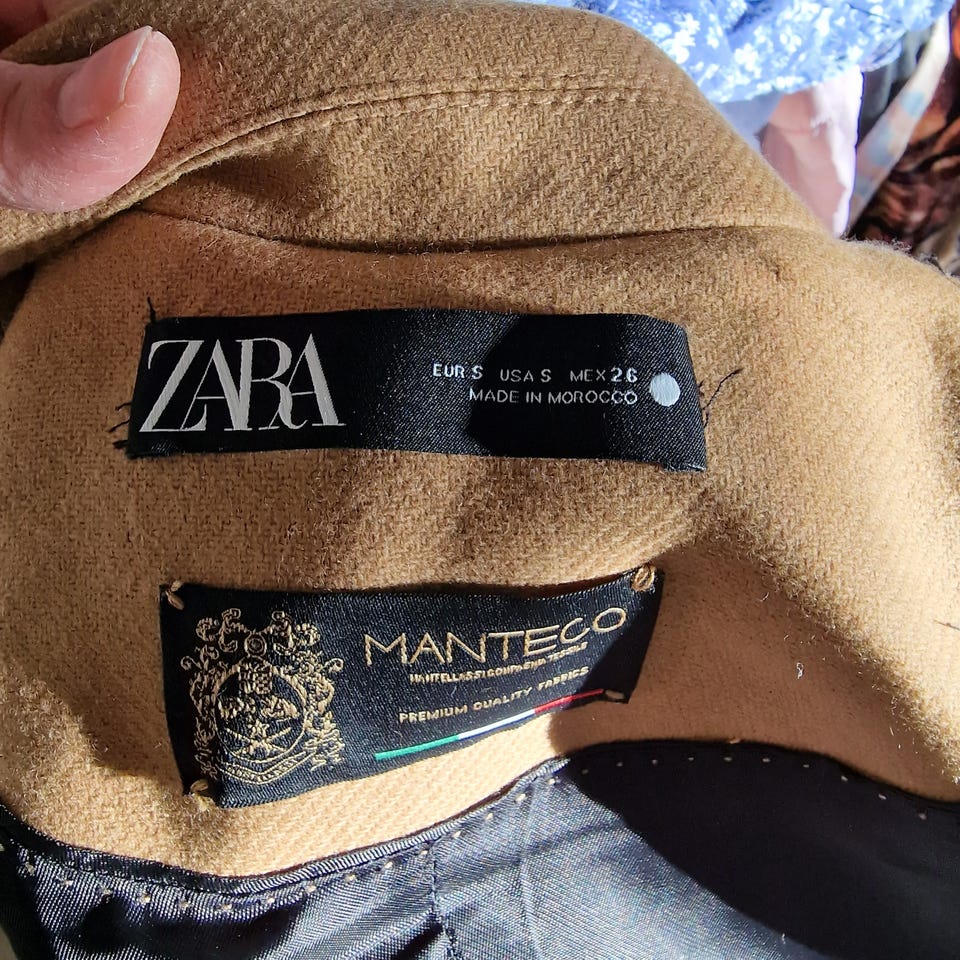 ZARA
EUR S USA S MEX 26
MADE IN MOROCCO
MANTECO
PREMIUM QUALITY FABRICS